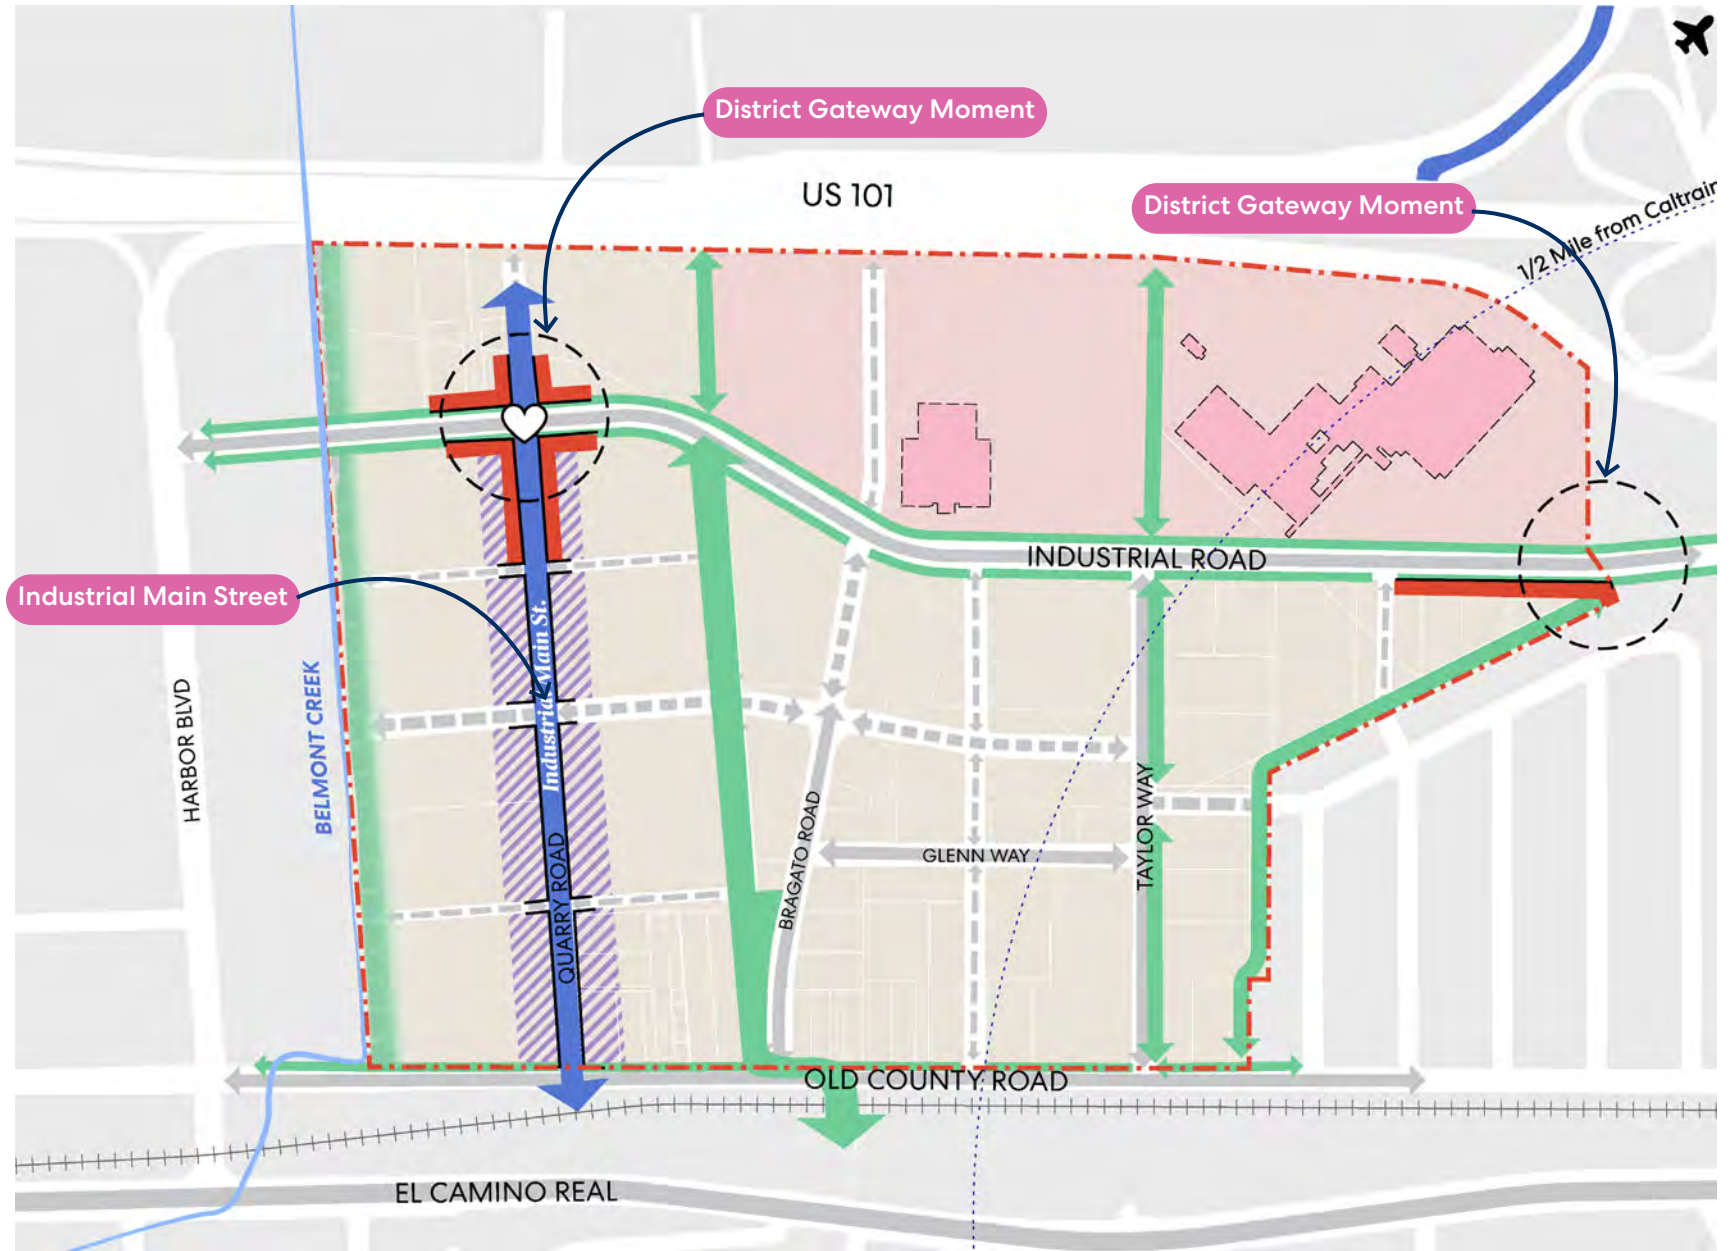 District Gateway Moment
US 101
District Gateway Moment
1/2 Mile from Caltrain
INDUSTRIAL ROAD
Industrial Main Street
Industrial Main St.
HARBOR BLVD
BELMONT CREEK
QUARRY ROAD
BRAGATO ROAD
GLENN WAY
TAYLOR WAY
OLD COUNTY ROAD
EL CAMINO REAL